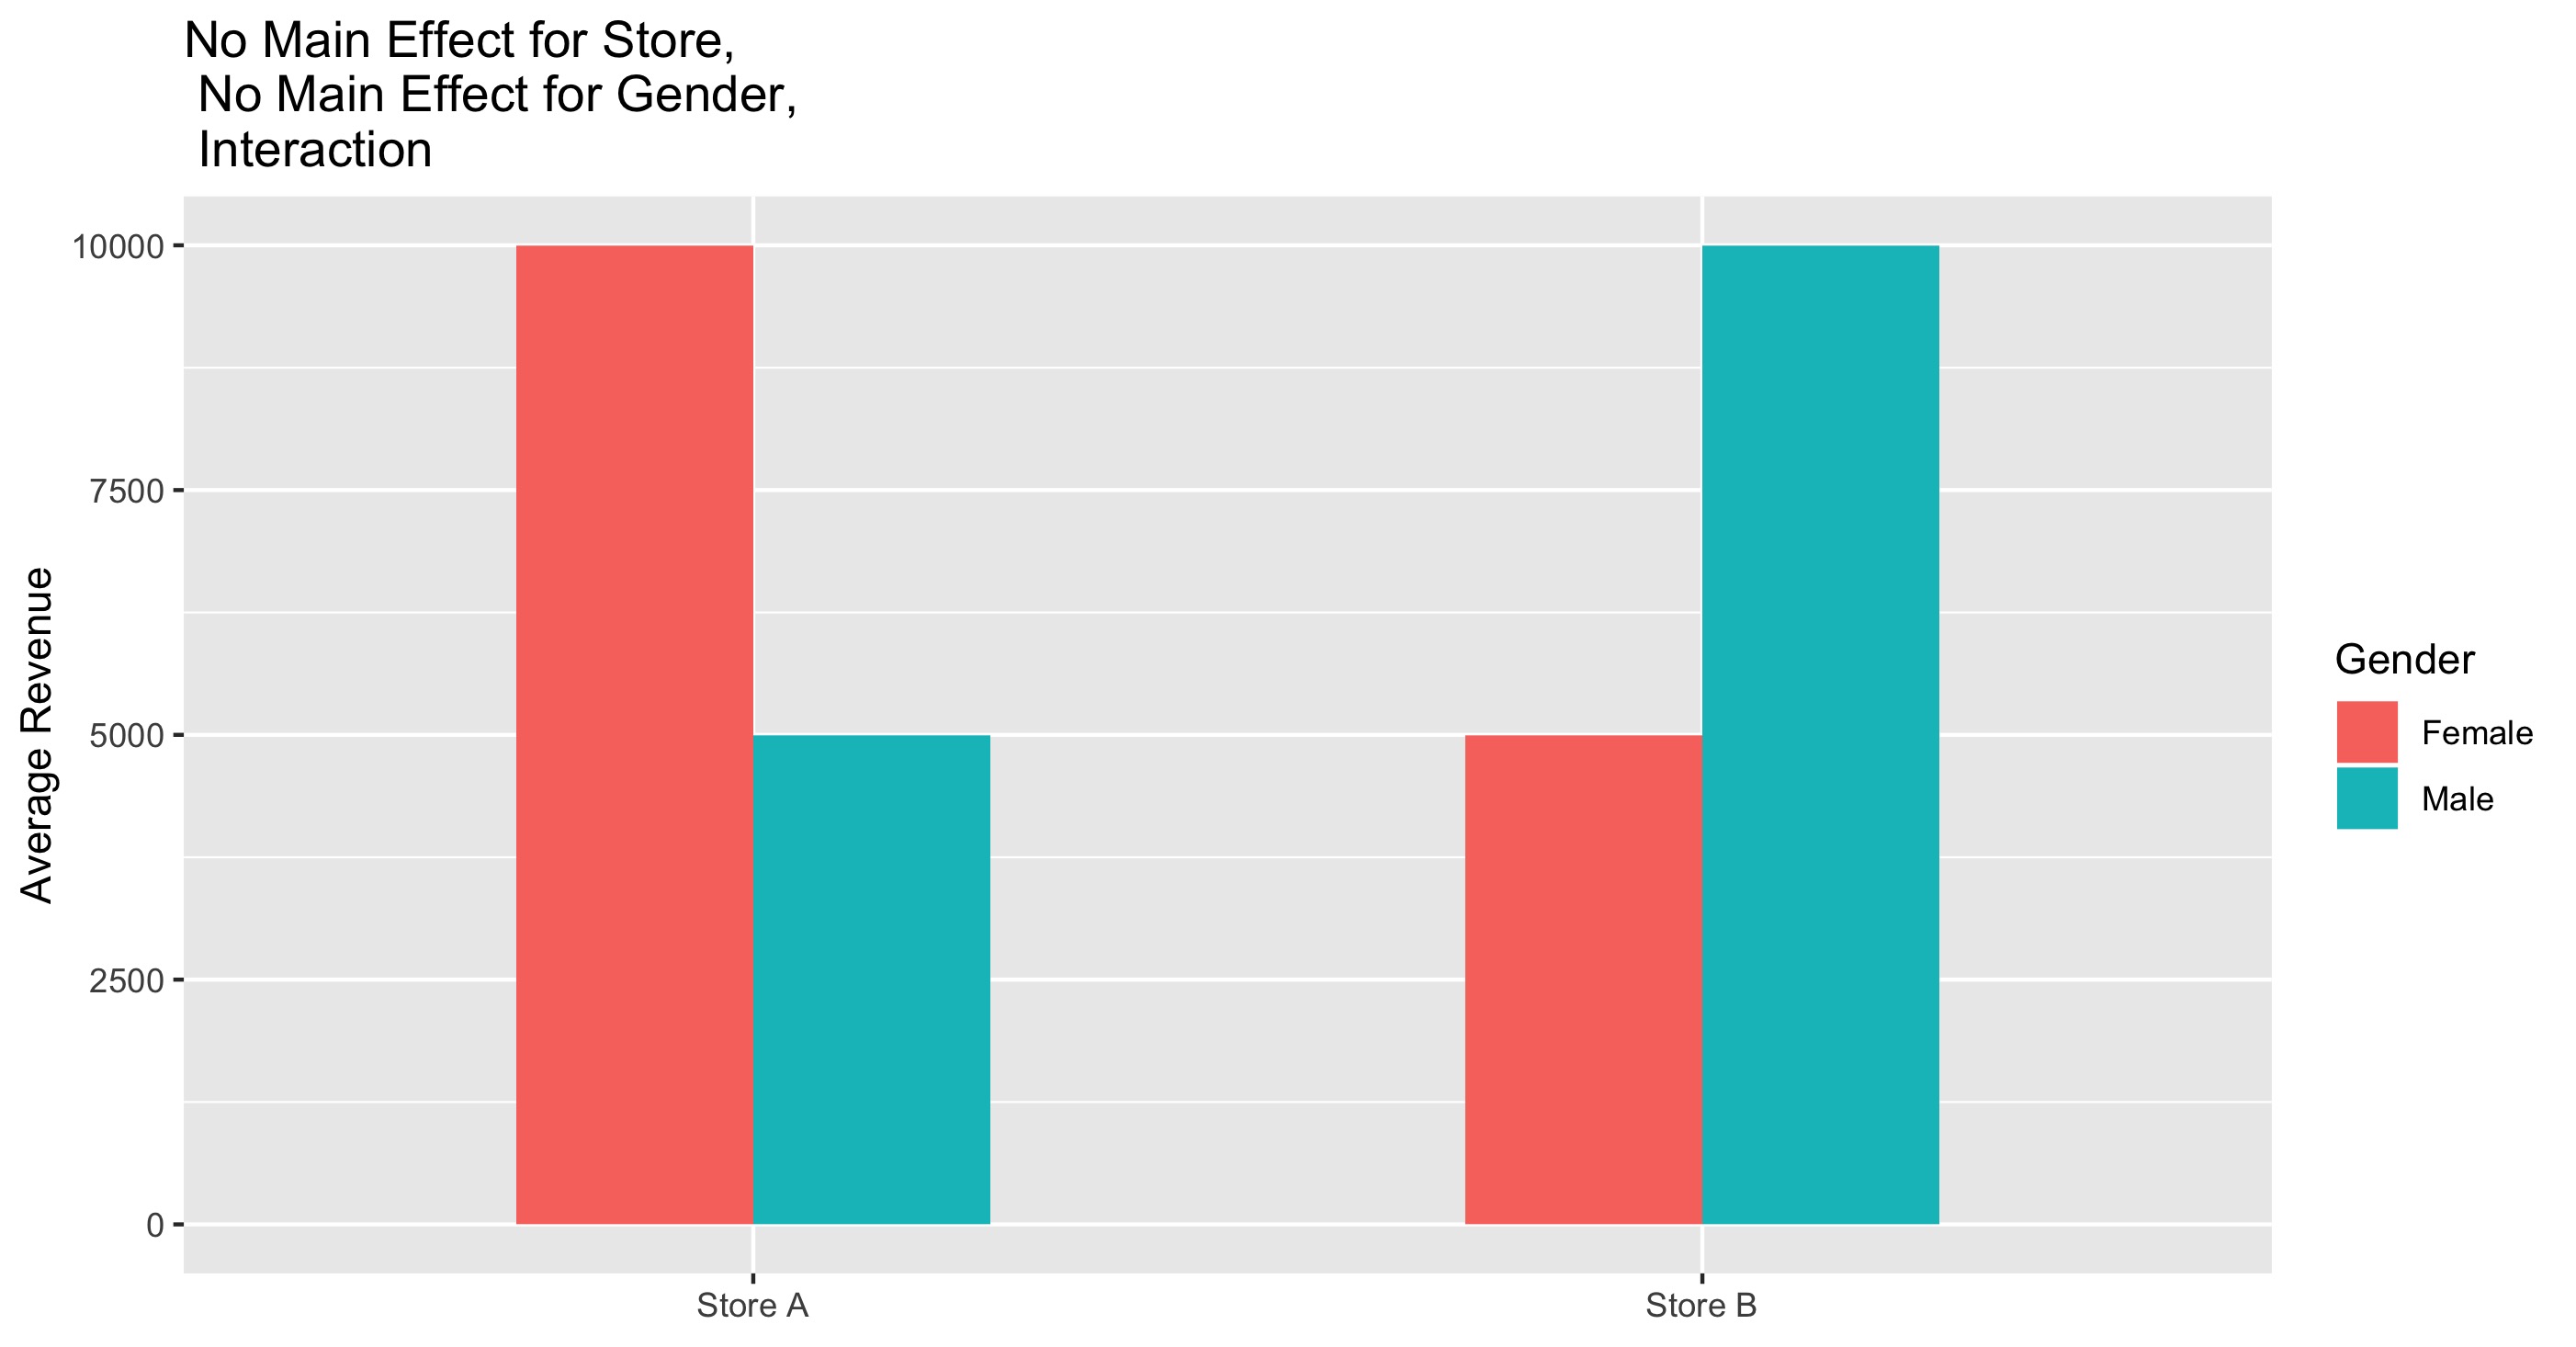 No Main Effect for Store,
No Main Effect for Gender,
Interaction
10000
7500
5000
2500
0
Average Revenue
Store A
Store B
Gender
Female
Male